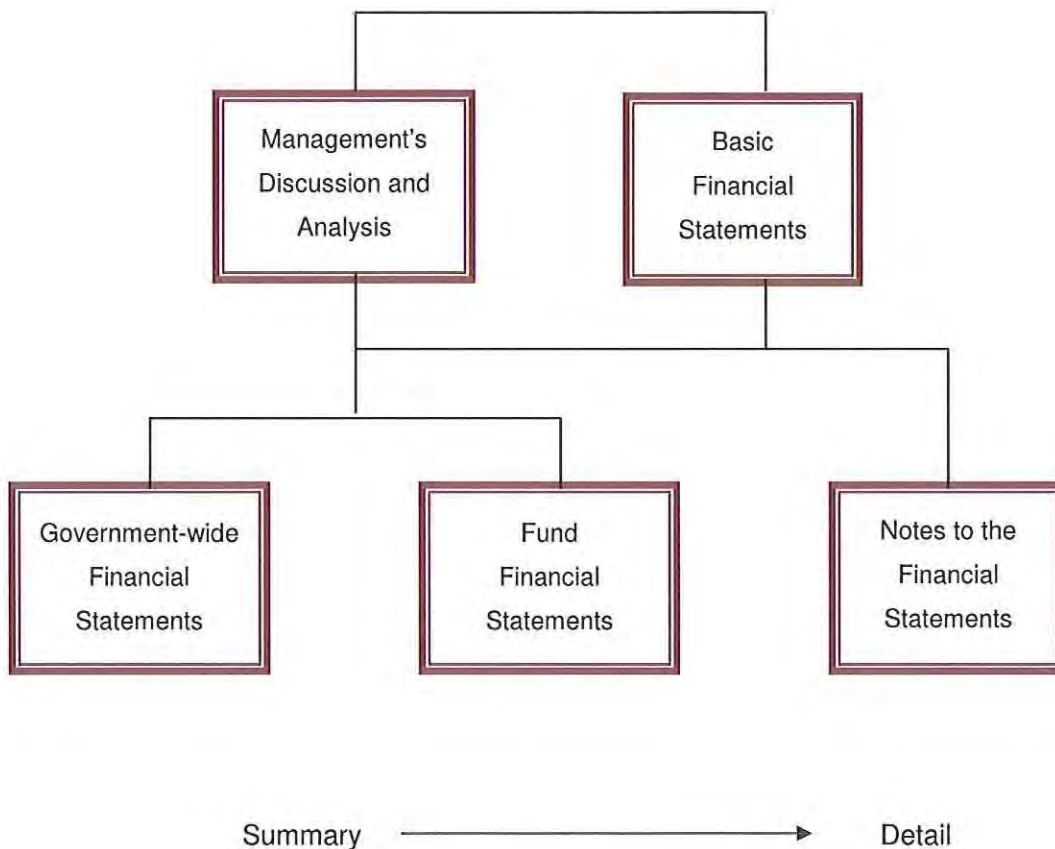 Management's
Discussion and
Analysis
Basic
Financial
Statements
Government-wide
Financial
Statements
Fund
Financial
Statements
Notes to the
Financial
Statements
Summary
Detail